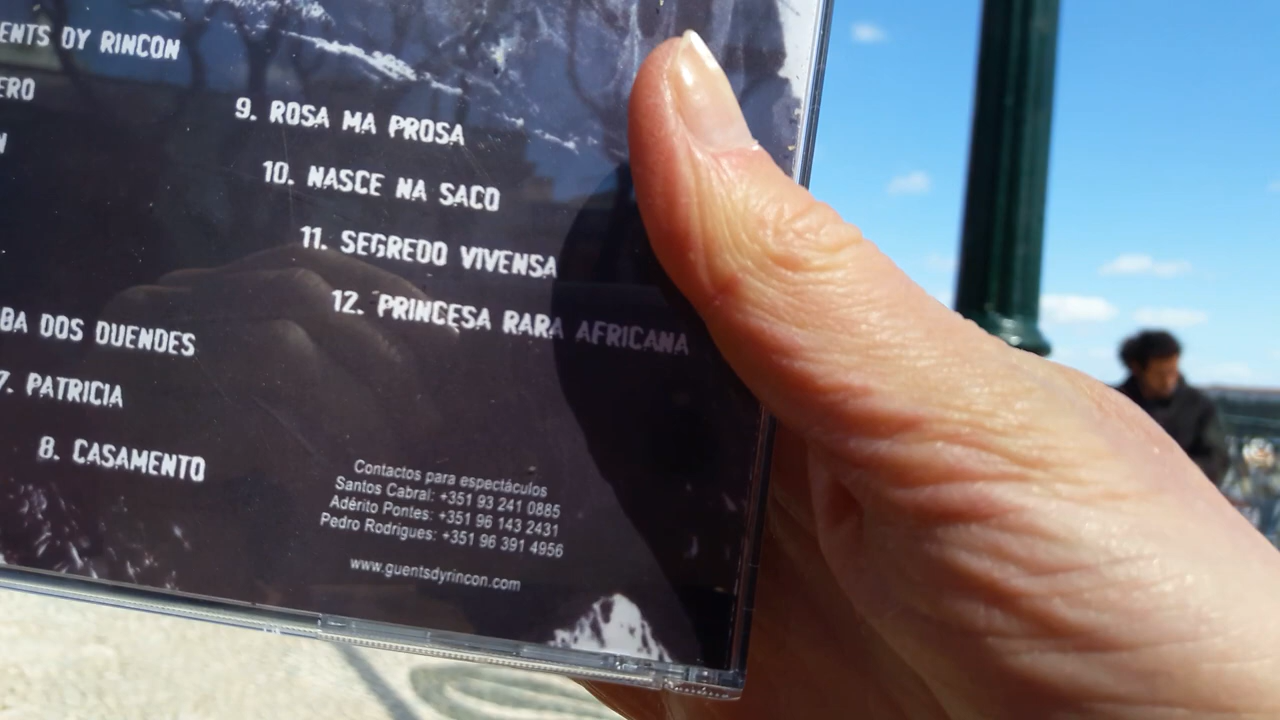 ENTS DY RINCON
ERO
N
BA DOS DUENDES
7. PATRICIA
8. CASAMENTO
9. ROSA MA PROSA
10. NASCE NA SACO
11. SEGREDO VIVENSA
12. PRINCESA RARA AFRICANA
Contactos para espectáculos
Santos Cabral: +351 93 241 0885
Adérito Pontes: +351 96 143 2431
Pedro Rodrigues: +351 96 391 4956
www.guentsdyrincon.com